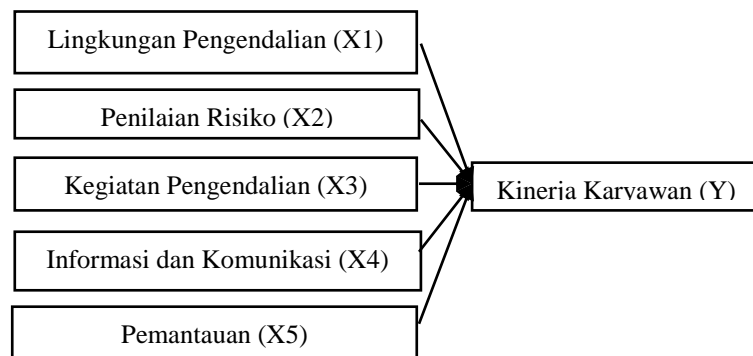 Lingkungan Pengendalian (X1)
Penilaian Risiko (X2)
Kegiatan Pengendalian (X3)
Kinerja Karyawan (Y)
Informasi dan Komunikasi (X4)
Pemantauan (X5)